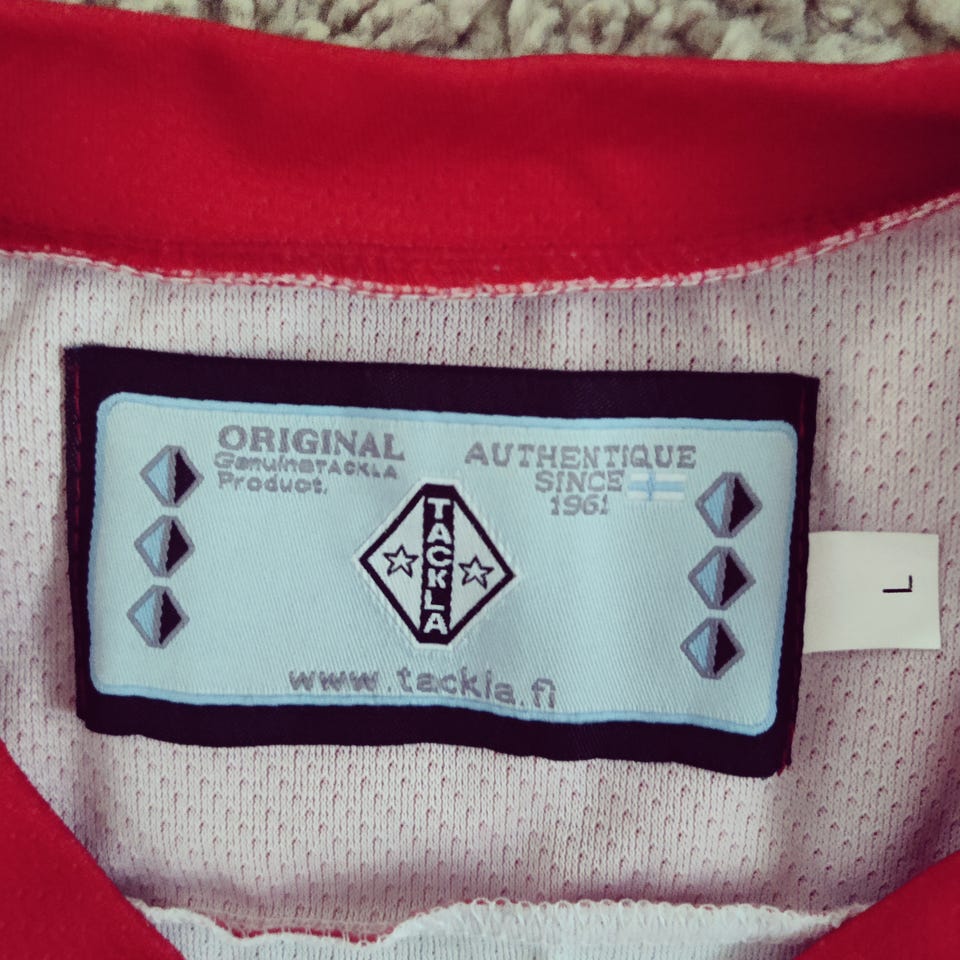 ORIGINAL
GenuineTACKLA
Product.
AUTHENTIQUE
SINCE
1961
TACKLA
www.tackla.fi
L